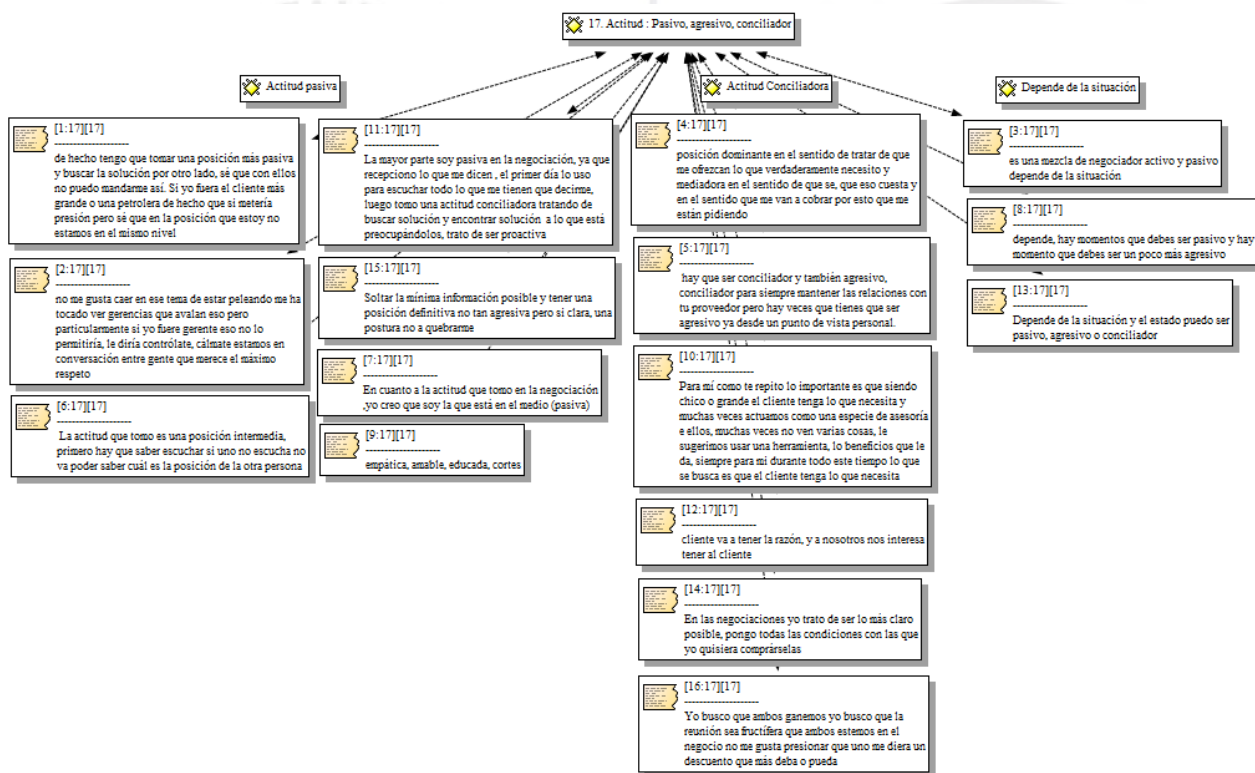 17. Actitud : Pasivo, agresivo, conciliador
Actitud pasiva
[1:17][17]
--------------------
de hecho tengo que tomar una posición más pasiva
y buscar la solución por otro lado, sé que con ellos
no puedo mandarme así. Si yo fuera el cliente más
grande o una petrolera de hecho que si metería
presión pero sé que en la posición que estoy no
estamos en el mismo nivel
[2:17][17]
--------------------
no me gusta caer en ese tema de estar peleando me ha
tocado ver gerencias que avalan eso pero
particularmente si yo fuere gerente eso no lo
permitiría, le diría contrólate, cálmate estamos en
conversación entre gente que merece el máximo
respeto
[6:17][17]
--------------------
La actitud que tomo es una posición intermedia,
primero hay que saber escuchar si uno no escucha no
va poder saber cuál es la posición de la otra persona
[11:17][17]
--------------------
La mayor parte soy pasiva en la negociación, ya que
recepciono lo que me dicen , el primer día lo uso
para escuchar todo lo que me tienen que decirme,
luego tomo una actitud conciliadora tratando de
buscar solución y encontrar solución a lo que está
preocupándolos, trato de ser proactiva
[15:17][17]
--------------------
Soltar la mínima información posible y tener una
posición definitiva no tan agresiva pero si clara, una
postura no a quebrarme
[7:17][17]
--------------------
En cuanto a la actitud que tomo en la negociación
,yo creo que soy la que está en el medio (pasiva)
[9:17][17]
--------------------
empática, amable, educada, cortes
Actitud Conciliadora
[4:17][17]
--------------------
posición dominante en el sentido de tratar de que
me ofrezcan lo que verdaderamente necesito y
mediadora en el sentido de que se, que eso cuesta y
en el sentido que me van a cobrar por esto que me
están pidiendo
[5:17][17]
--------------------
hay que ser conciliador y también agresivo,
conciliador para siempre mantener las relaciones con
tu proveedor pero hay veces que tienes que ser
agresivo ya desde un punto de vista personal.
[10:17][17]
--------------------
Para mí como te repito lo importante es que siendo
chico o grande el cliente tenga lo que necesita y
muchas veces actuamos como una especie de asesoría
e ellos, muchas veces no ven varias cosas, le
sugerimos usar una herramienta, lo beneficios que le
da, siempre para mi durante todo este tiempo lo que
se busca es que el cliente tenga lo que necesita
[12:17][17]
--------------------
cliente va a tener la razón, y a nosotros nos interesa
tener al cliente
[14:17][17]
--------------------
En las negociaciones yo trato de ser lo más claro
posible, pongo todas las condiciones con las que
yo quisiera comprárselas
[16:17][17]
--------------------
Yo busco que ambos ganemos yo busco que la
reunión sea fructífera que ambos estemos en el
negocio no me gusta presionar que uno me diera un
descuento que más deba o pueda
Depende de la situación
[3:17][17]
--------------------
es una mezcla de negociador activo y pasivo
depende de la situación
[8:17][17]
--------------------
depende, hay momentos que debes ser pasivo y hay
momento que debes ser un poco más agresivo
[13:17][17]
--------------------
Depende de la situación y el estado puedo ser
pasivo, agresivo o conciliador